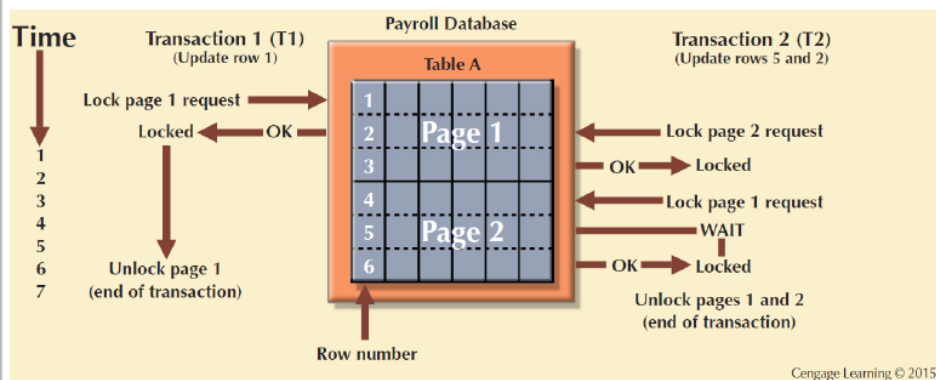 Payroll Database
Time
Transaction 1 (T1)
(Update row 1)
Table A
Transaction 2 (T2)
(Update rows 5 and 2)
Lock page 1 request
Locked
OK
1
2
3
4
5
6
7
Unlock page 1
(end of transaction)
1
2
3
4
5
6
Page 1
Page 2
Row number
Lock page 2 request
OK
Locked
Lock page 1 request
WAIT
OK
Locked
Unlock pages 1 and 2
(end of transaction)
Cengage Learning © 2015